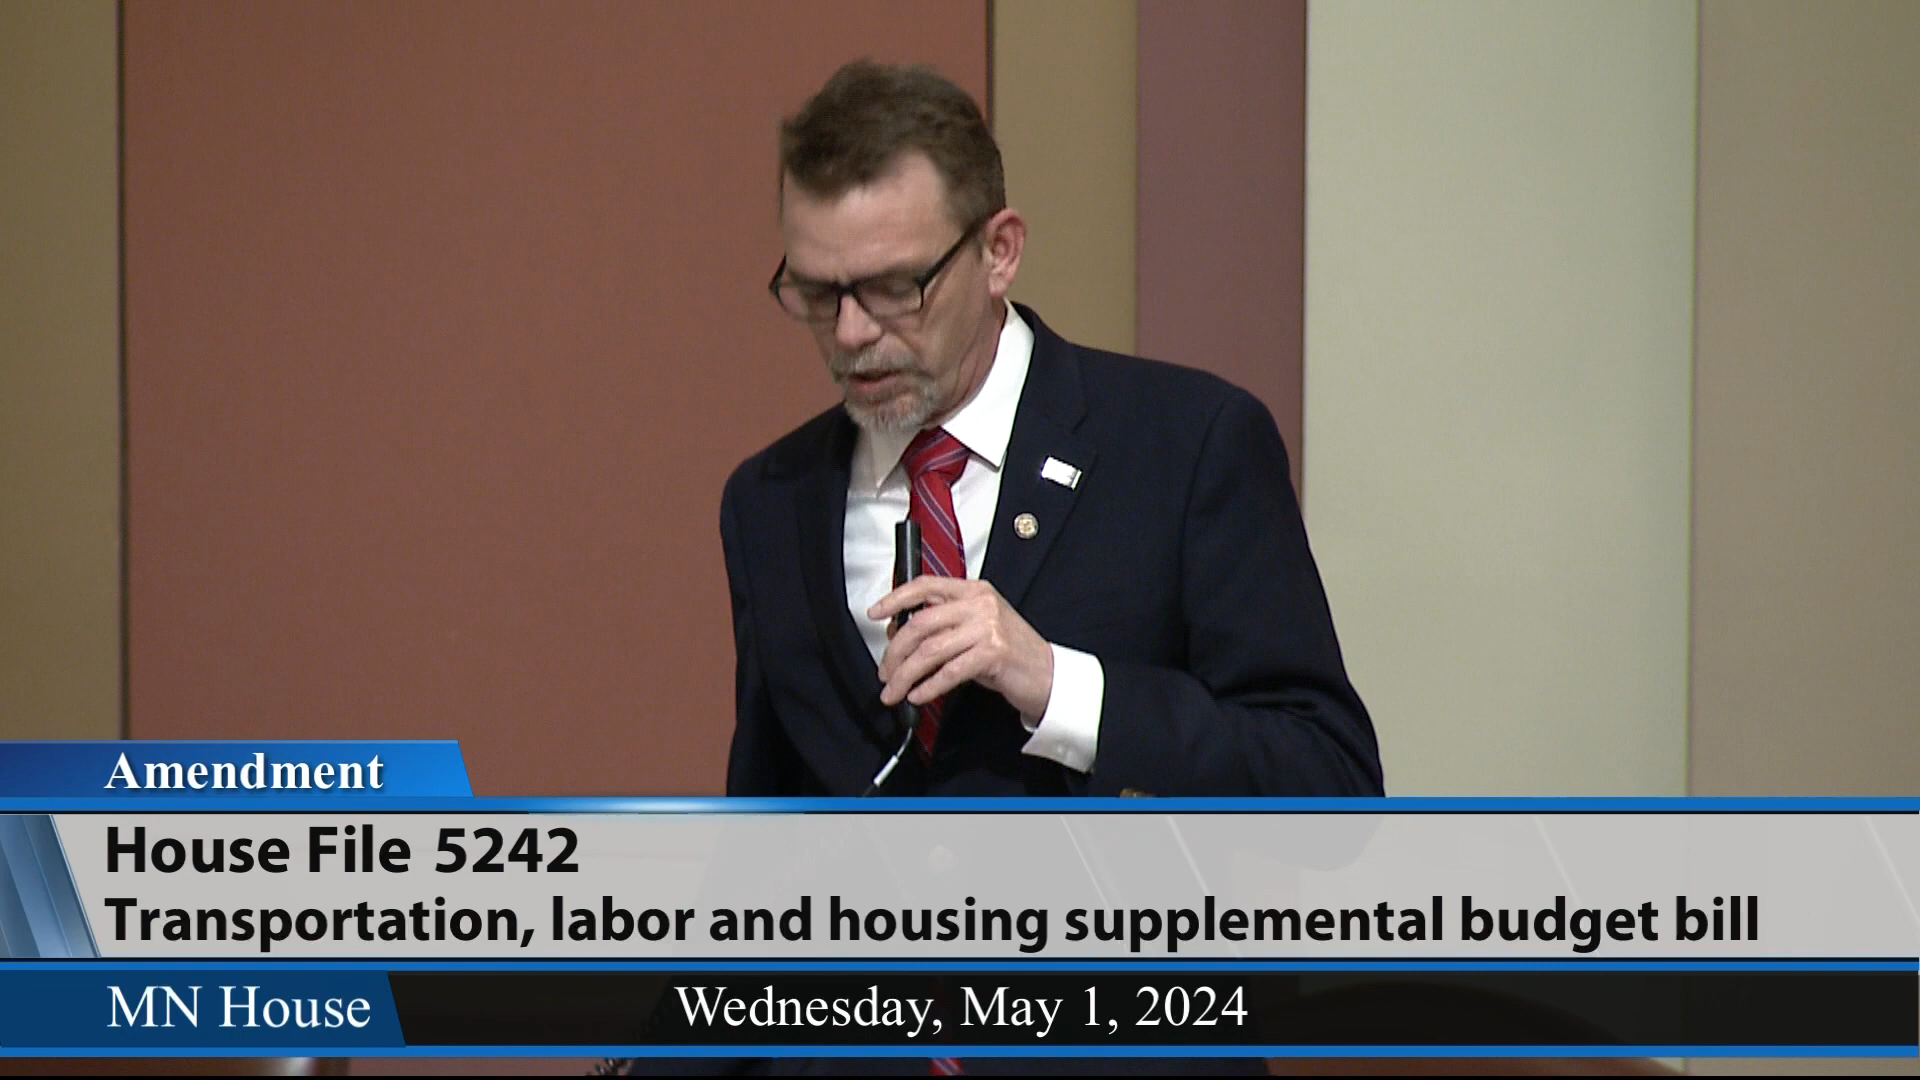 Amendment
House File 5242
Transportation, labor and housing supplemental budget bill
MN House
Wednesday, May 1, 2024